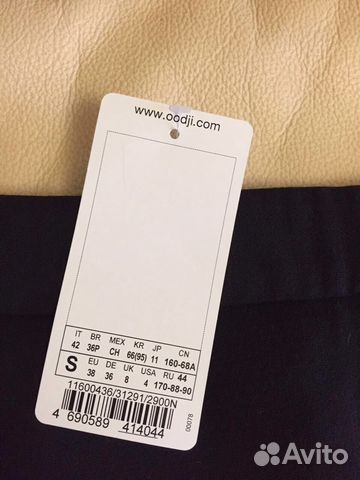 www.oodji.com
IT BR MEX KR JP CN
42 36P CH 66(95) 11 160-68A
S EU DE UK USA RU 44
38 36 8 4 170-88-90
11600436/31291/2900N
4 690589 414044
00078
Avito